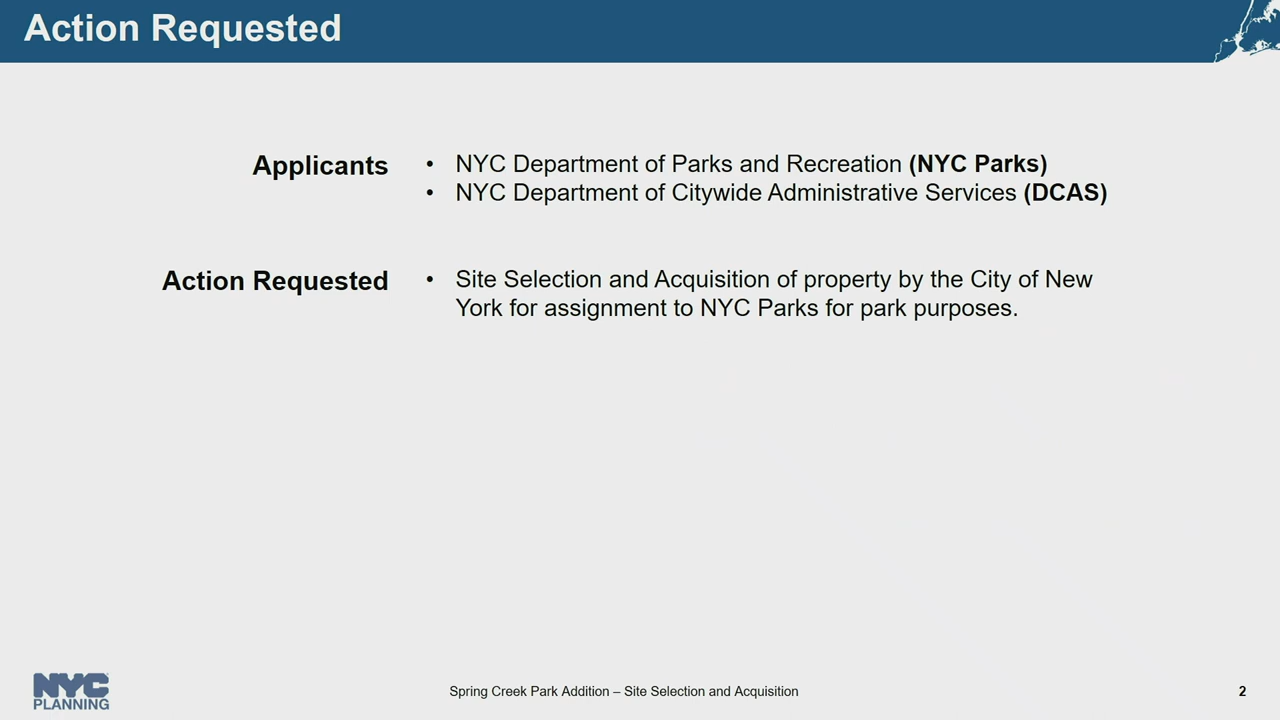 Action Requested
Applicants
• NYC Department of Parks and Recreation (NYC Parks)
• NYC Department of Citywide Administrative Services (DCAS)
Action Requested
• Site Selection and Acquisition of property by the City of New
York for assignment to NYC Parks for park purposes.
NYC
PLANNING
Spring Creek Park Addition – Site Selection and Acquisition
2